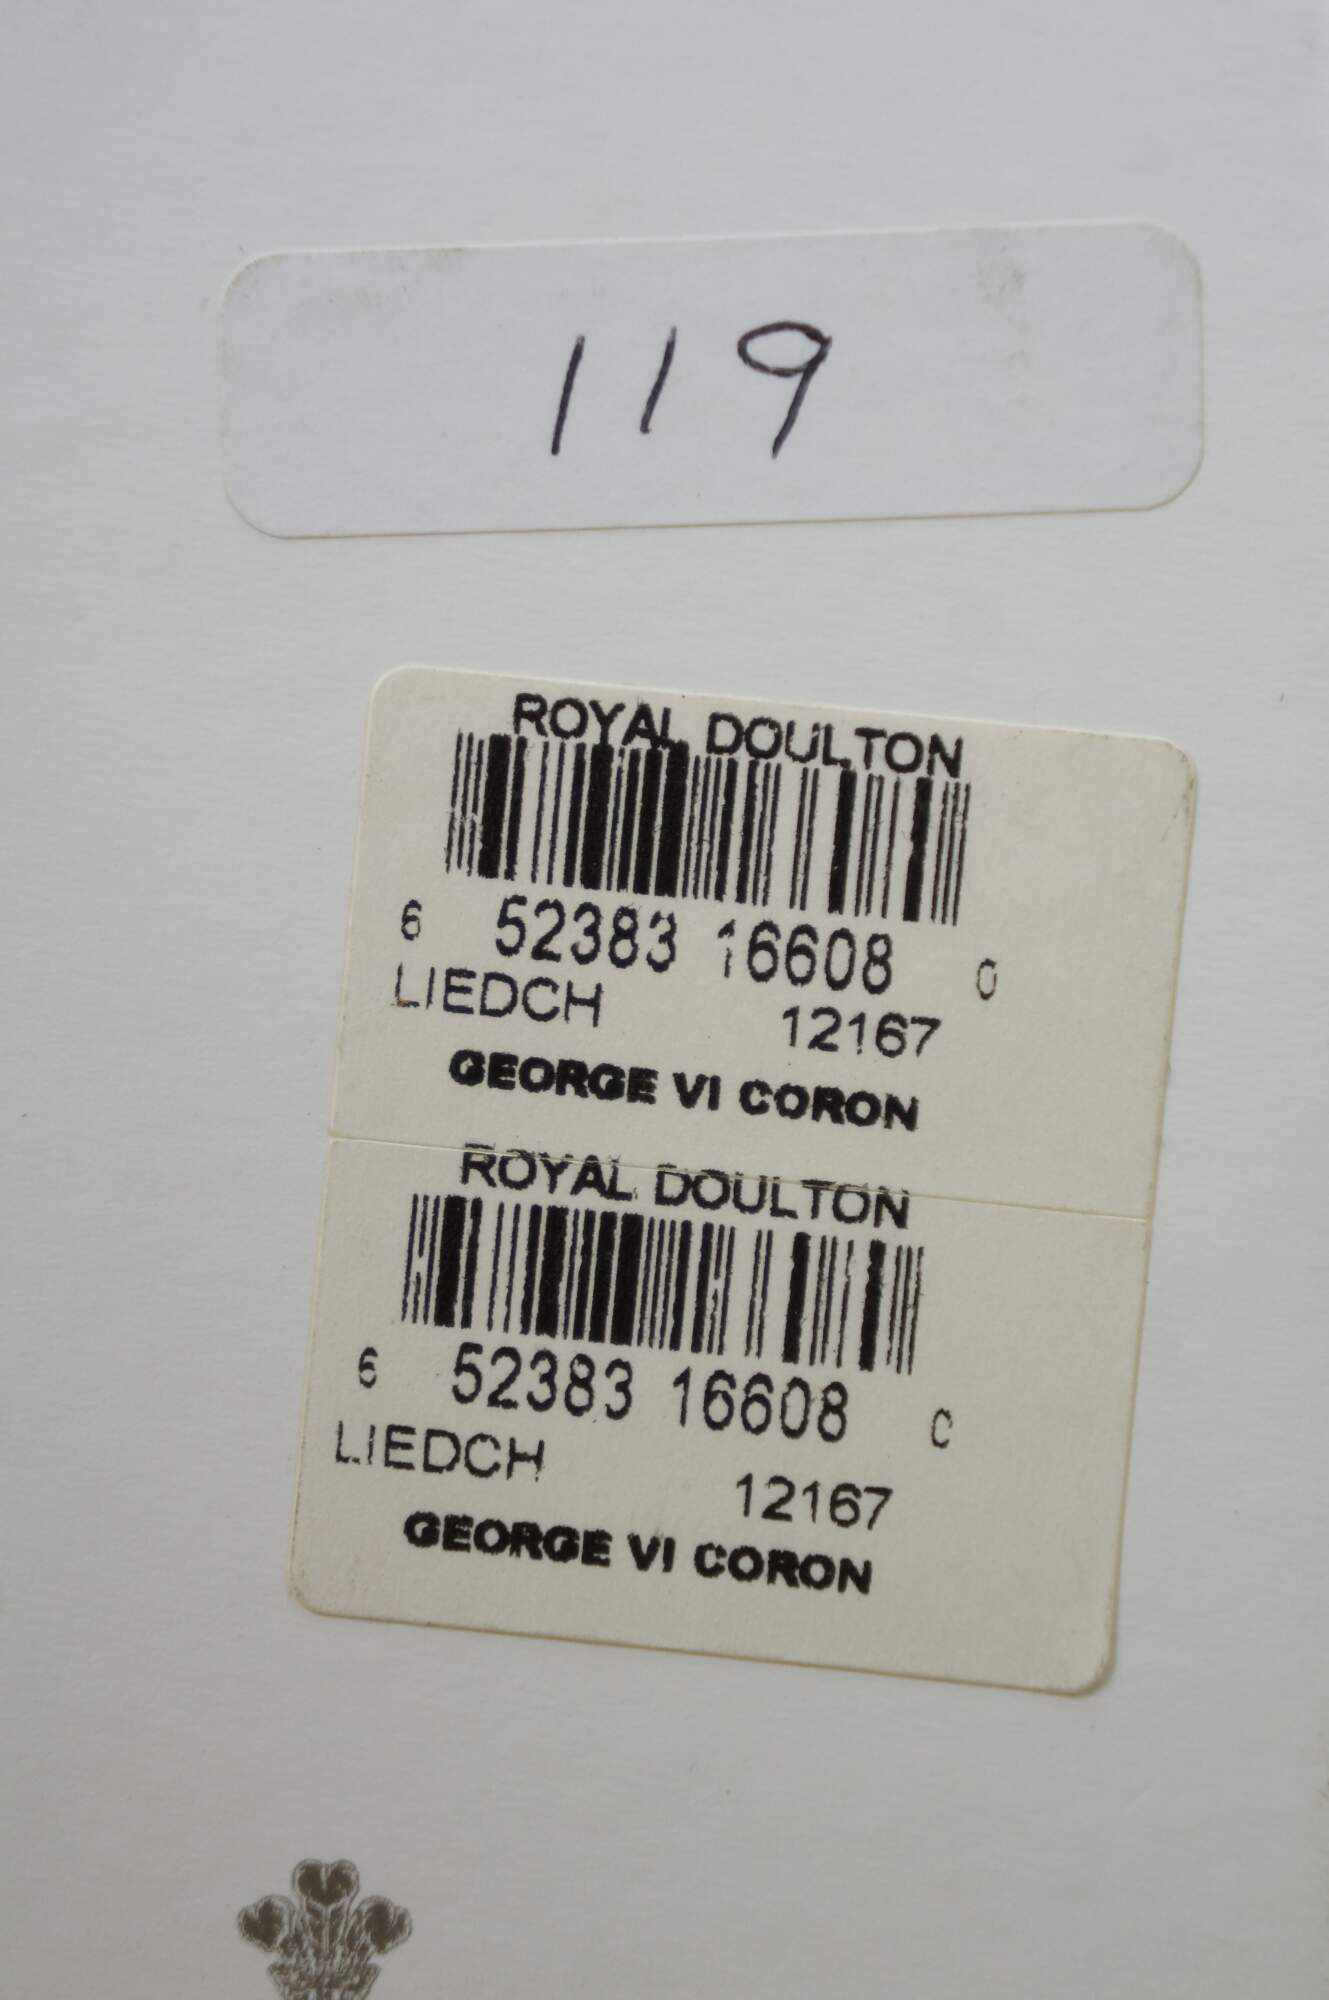 119
ROYAL DOULTON
6 52383 16608 0
LIEDCH 12167
GEORGE VI CORON
ROYAL DOULTON
6 52383 16608 0
LIEDCH 12167
GEORGE VI CORON